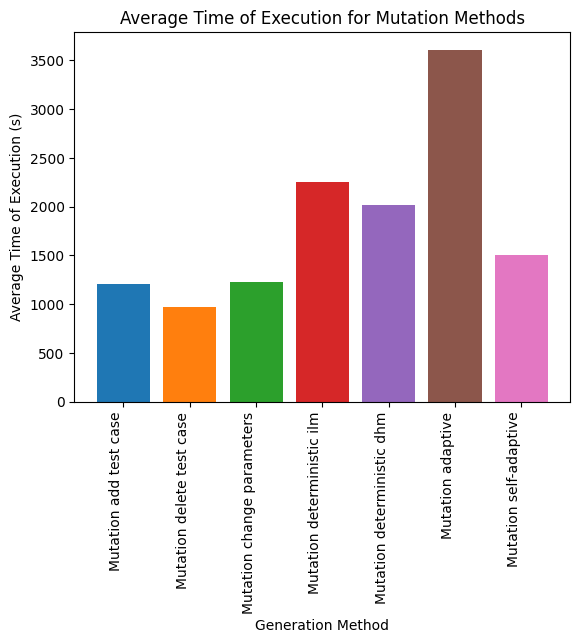 Average Time of Execution for Mutation Methods
Average Time of Execution (s)
3500
3000
2500
2000
1500
1000
500
0
Mutation add test case
Mutation delete test case
Mutation change parameters
Mutation deterministic ilm
Mutation deterministic dhm
Mutation adaptive
Mutation self-adaptive
Generation Method